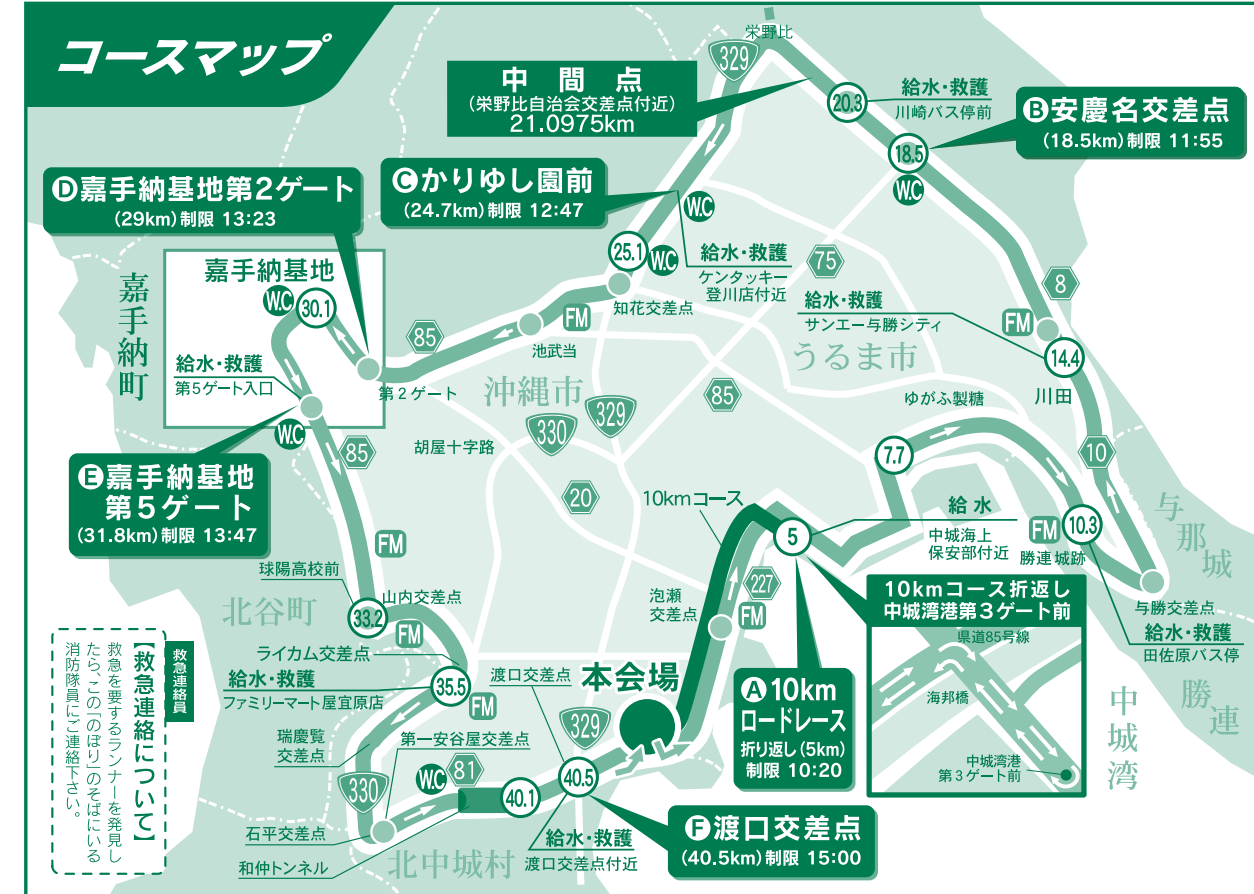 コースマップ
栄野比
329
中間点
(栄野比自治会交差点付近)
21.0975km
20.3
給水・救護
川崎バス停前
Ⓑ安慶名交差点
(18.5km)制限 11:55
18.5
W.C
Ⓒかりゆし園前
(24.7km)制限 12:47
W.C
Ⓓ嘉手納基地第2ゲート
(29km)制限 13:23
25.1
W.C
給水・救護
ケンタッキー
登川店付近
知花交差点
75
8
嘉手納町
嘉手納基地
W.C
30.1
給水・救護
第5ゲート入口
85
FM
池武当
第2ゲート
沖縄市
給水・救護
サンエー与勝シティ
うるま市
FM
14.4
川田
W.C
85
Ⓔ嘉手納基地
第5ゲート
(31.8km)制限 13:47
胡屋十字路
330
329
85
20
ゆがふ製糖
7.7
10
10kmコース
5
給水
中城海上
保安部付近
FM
10.3
勝連城跡
与那城
与勝交差点
給水・救護
田佐原バス停
勝連
中城湾
FM
球陽高校前
33.2
山内交差点
FM
北谷町
ライカム交差点
給水・救護
ファミリーマート屋宜原店
35.5
FM
泡瀬
交差点
227
FM
10kmコース折返し
中城湾港第3ゲート前
県道85号線
海邦橋
中城湾港
第3ゲート前
Ⓐ10km
ロードレース
折り返し(5km)
制限 10:20
本会場
渡口交差点
329
瑞慶覧
交差点
第一安谷屋交差点
330
W.C
81
40.1
40.5
石平交差点
和仲トンネル
北中城村
給水・救護
渡口交差点付近
Ⓕ渡口交差点
(40.5km)制限 15:00
救急連絡員
【救急連絡について】
救急を要するランナーを発見し
たら、この「のぼり」のそばにいる
消防隊員にご連絡下さい。